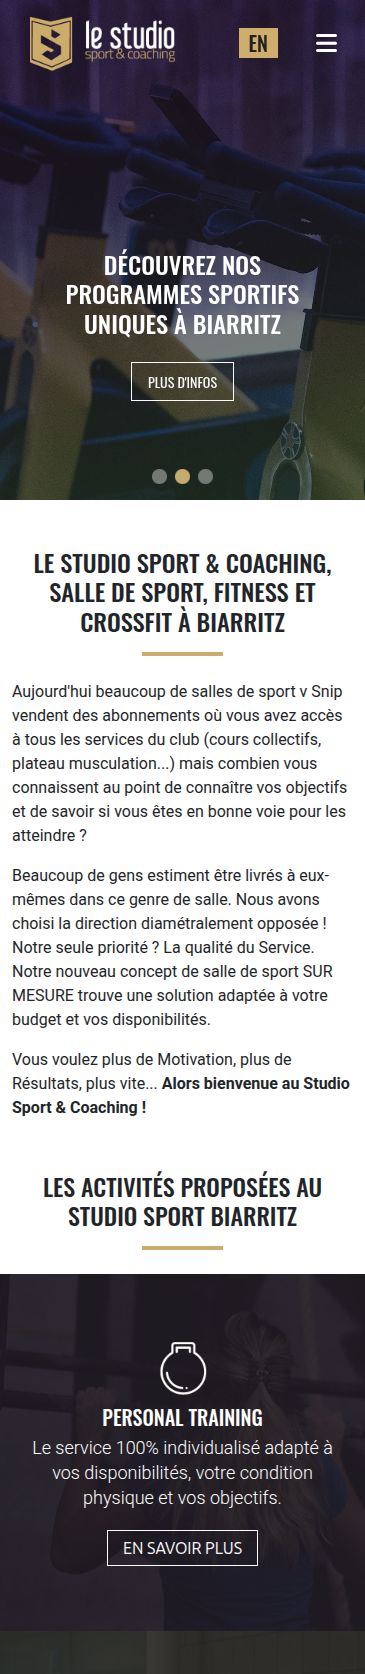 le studio
sport & coaching
EN
DÉCOUVREZ NOS
PROGRAMMES SPORTIFS
UNIQUES À BIARRITZ
PLUS D'INFOS
LE STUDIO SPORT & COACHING,
SALLE DE SPORT, FITNESS ET
CROSSFIT À BIARRITZ
Aujourd'hui beaucoup de salles de sport v Snip
vendent des abonnements où vous avez accès
à tous les services du club (cours collectifs,
plateau musculation...) mais combien vous
connaissent au point de connaître vos objectifs
et de savoir si vous êtes en bonne voie pour les
atteindre ?
Beaucoup de gens estiment être livrés à eux-
mêmes dans ce genre de salle. Nous avons
choisi la direction diamétralement opposée !
Notre seule priorité ? La qualité du Service.
Notre nouveau concept de salle de sport SUR
MESURE trouve une solution adaptée à votre
budget et vos disponibilités.
Vous voulez plus de Motivation, plus de
Résultats, plus vite... Alors bienvenue au Studio
Sport & Coaching !
LES ACTIVITÉS PROPOSÉES AU
STUDIO SPORT BIARRITZ
PERSONAL TRAINING
Le service 100% individualisé adapté à
vos disponibilités, votre condition
physique et vos objectifs.
EN SAVOIR PLUS